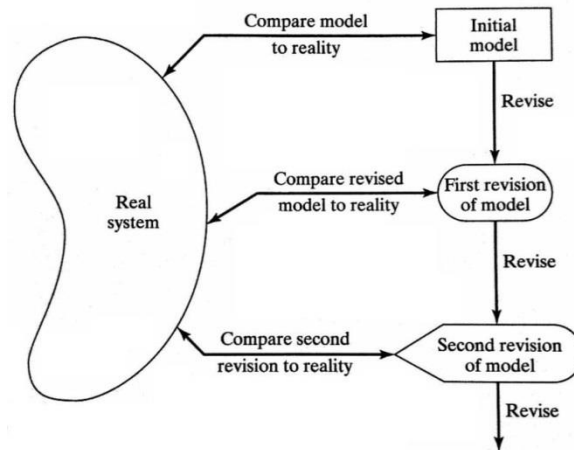 Compare model
to reality
Initial
model
Revise
Real
system
Compare revised
model to reality
First revision
of model
Revise
Compare second
revision to reality
Second revision
of model
Revise